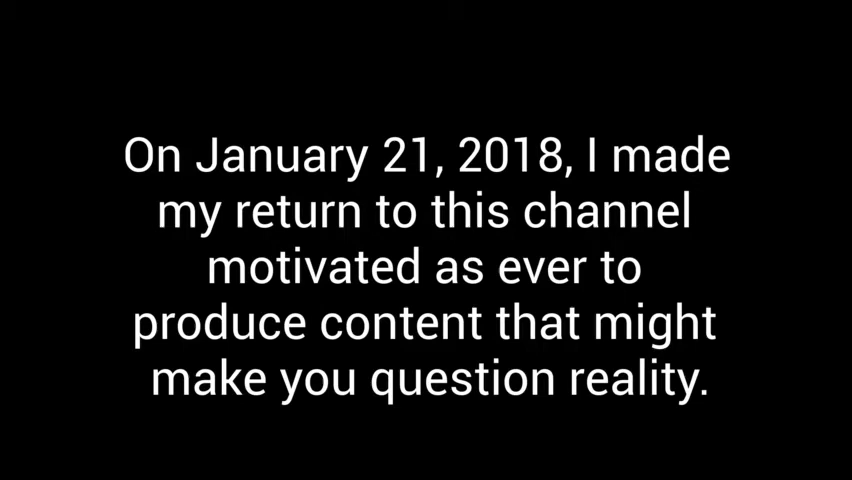 On January 21, 2018, I made
my return to this channel
motivated as ever to
produce content that might
make you question reality.